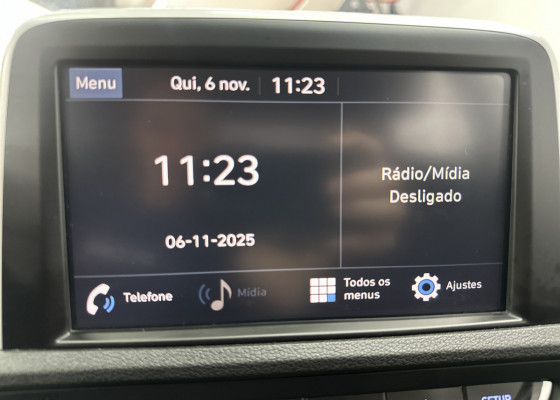 Menu Qui, 6 nov. 11:23
11:23
06-11-2025
Rádio/Mídia
Desligado
Telefone
Mídia
Todos os
menus
Ajustes
SETUP